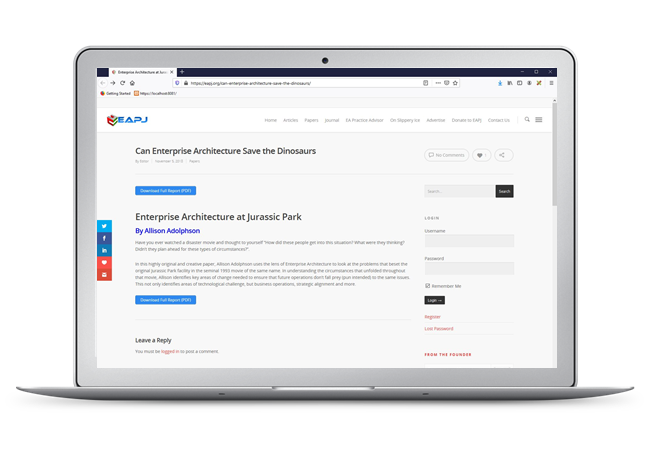 Enterprise Architecture at Jurass
https://eapj.org/can-enterprise-architecture-save-the-dinosaurs/
Getting Started https://localhost:8081/
EAPJ
Home Articles Papers Journal EA Practice Advisor On Slippery Ice Advertise Donate to EAPJ Contact Us
Can Enterprise Architecture Save the Dinosaurs
By Editor November 9, 2019 Papers
No Comments
Download Full Report (PDF)
Search...
Search
Enterprise Architecture at Jurassic Park
By Allison Adolphson
Have you ever watched a disaster movie and thought to yourself "How did these people get into this situation? What were they thinking?
Didn't they plan ahead for these types of circumstances?".
In this highly original and creative paper, Allison Adolphson uses the lens of Enterprise Architecture to look at the problems that beset the
original Jurassic Park facility in the seminal 1993 movie of the same name. In understanding the circumstances that unfolded throughout
that movie, Allison identifies key areas of change needed to ensure that future operations don't fall prey (pun intended) to the same issues.
This not only identifies areas of technological challenge, but business operations, strategic alignment and more.
Download Full Report (PDF)
LOGIN
Username
Password
Remember Me
Login →
Register
Lost Password
FROM THE FOUNDER
Leave a Reply
You must be logged in to post a comment.